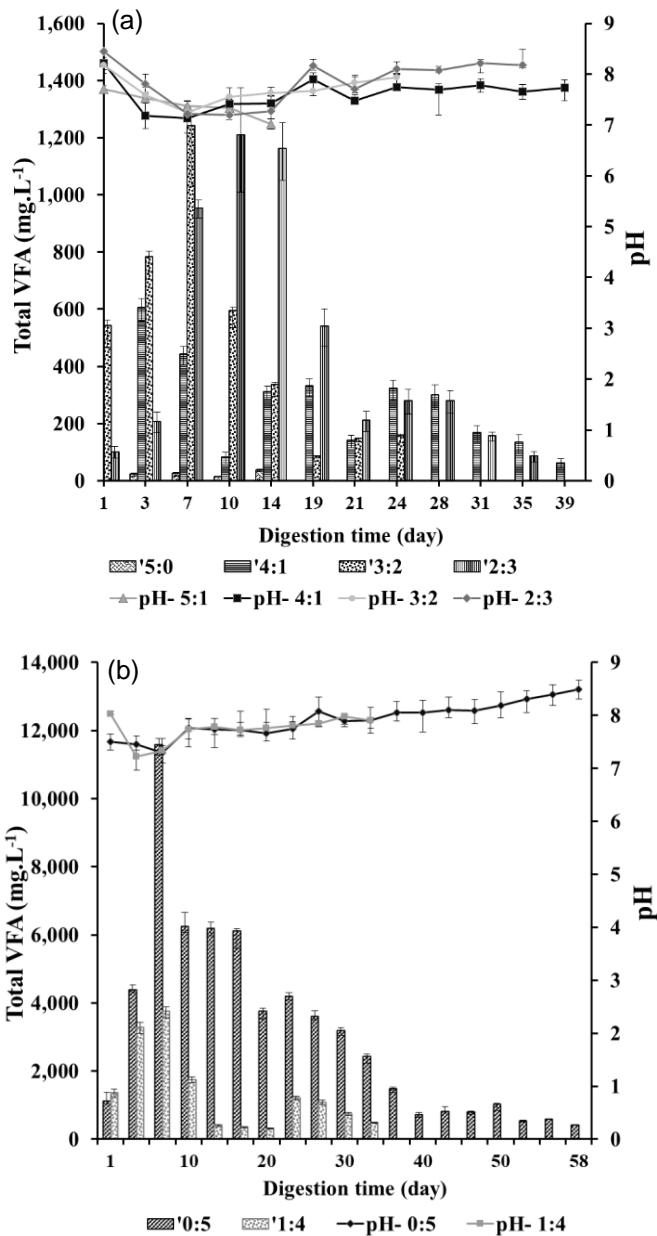 (a)
1,600
1,400
1,200
1,000
800
600
400
200
0
Total VFA (mg.L-1)
9
8
7
6
5
4
3
2
1
0
pH
1 3 7 10 14 19 21 24 28 31 35 39
Digestion time (day)
'5:0 '4:1 '3:2 '2:3
pH- 5:1 pH- 4:1 pH- 3:2 pH- 2:3
(b)
14,000
12,000
10,000
8,000
6,000
4,000
2,000
0
Total VFA (mg.L-1)
9
8
7
6
5
4
3
2
1
0
pH
1 10 20 30 40 50 58
Digestion time (day)
'0:5 '1:4 pH- 0:5 pH- 1:4